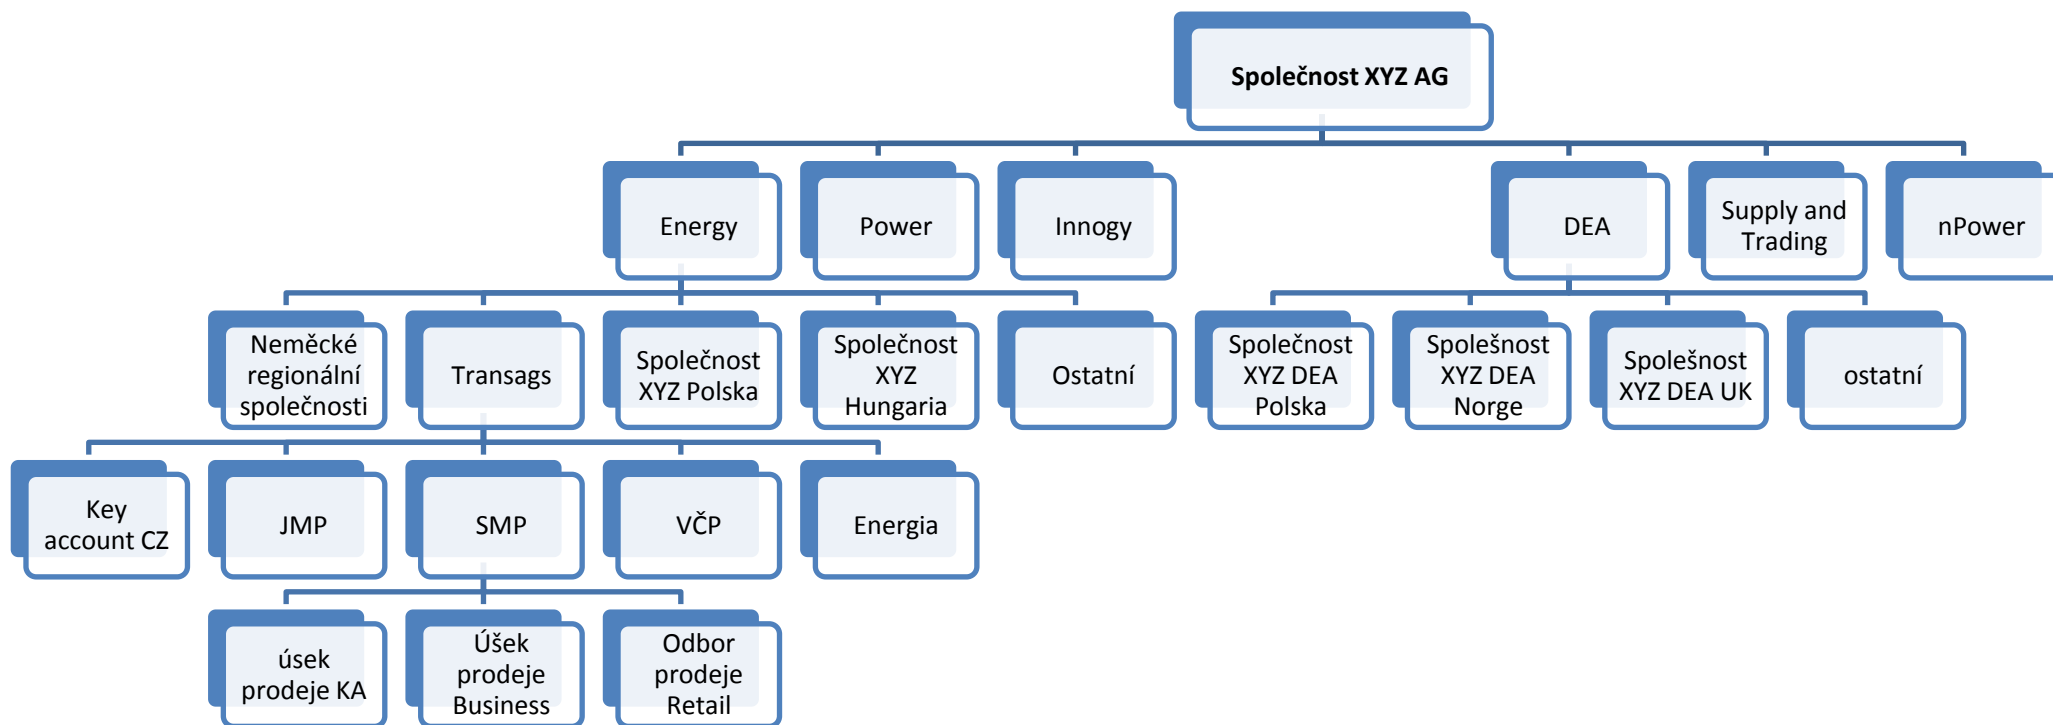 Společnost XYZ AG
Energy
Power
Innogy
DEA
Supply and
Trading
nPower
Neměcké
regionální
společnosti
Transags
Společnost
XYZ Polska
Společnost
XYZ
Hungaria
Ostatní
Společnost
XYZ DEA
Polska
Spolešnost
XYZ DEA
Norge
Spolešnost
XYZ DEA UK
ostatní
Key
account CZ
JMP
SMP
VČP
Energia
úsek
prodeje KA
Úšek
prodeje
Business
Odbor
prodeje
Retail